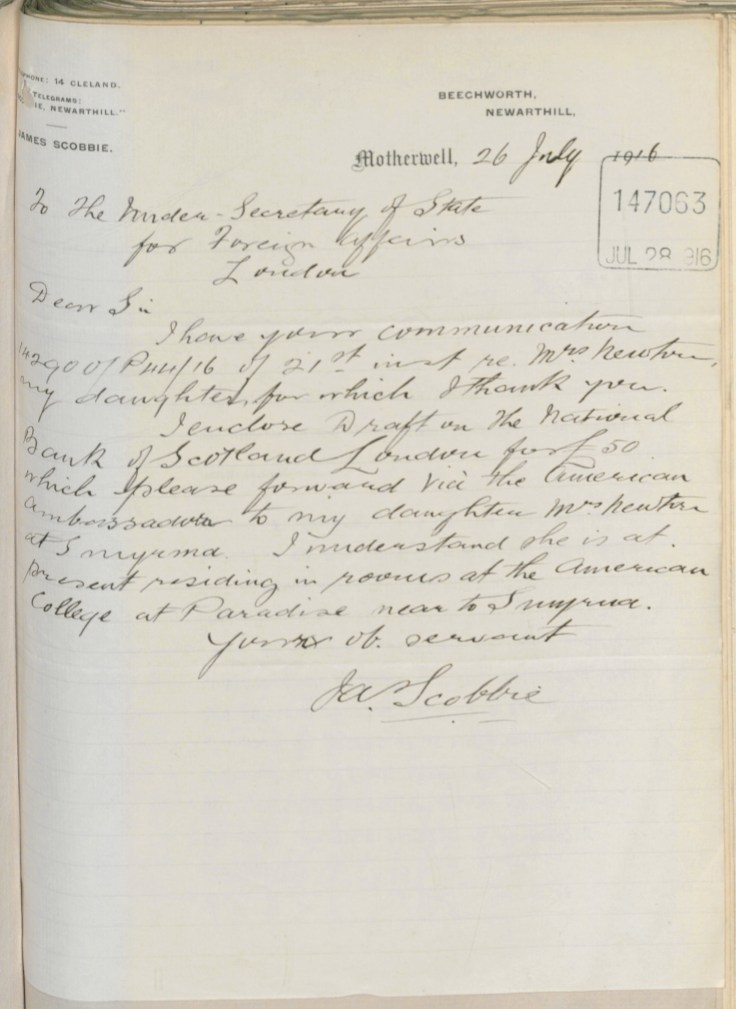 PHONE: 14 CLELAND.
TELEGRAMS:
IE, NEWARTHILL."
JAMES SCOBBIE.
BEECHWORTH,
NEWARTHILL,
Motherwell, 26 July 1916
147063
JUL 28 916
To The Under-Secretary of State
for Foreign Affairs
London
Dear Sir
I have your communication
142900/P44/16 of 21st inst re. Mrs Newton,
my daughter, for which I thank you.
I enclose Draft on the National
Bank of Scotland London for £50
which please forward via the American
Ambassador to my daughter Mrs Newton
at Smyrna. I understand she is at
present residing in rooms at the American
College at Paradise near to Smyrna.
Your ob. servant
Jas. Scobbie